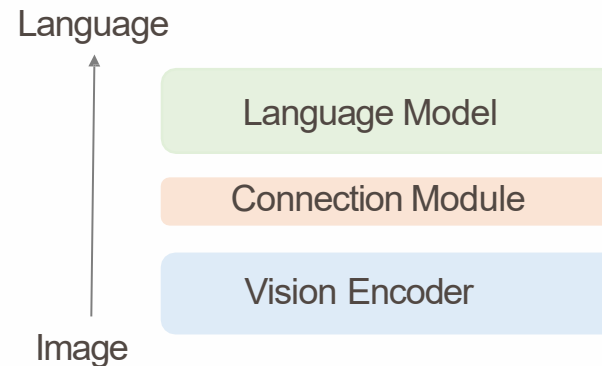 Language
Language Model
Connection Module
Vision Encoder
Image